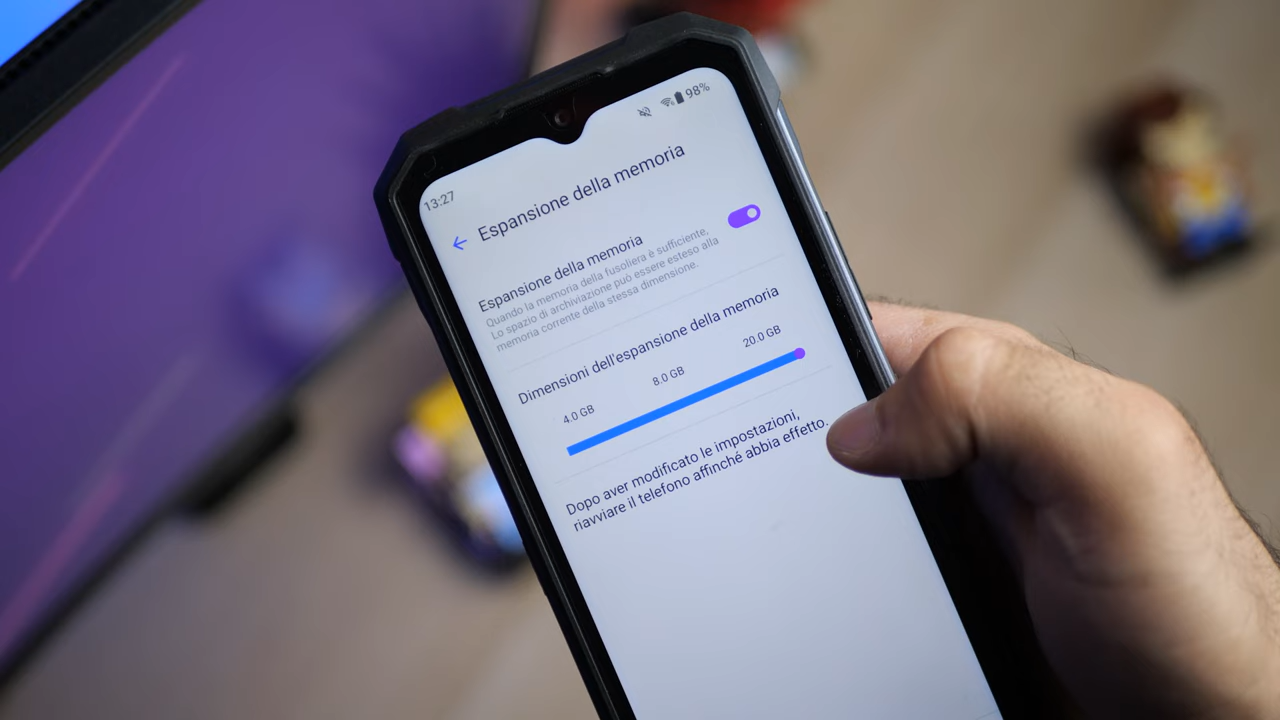 13:27
98%
Espansione della memoria
Espansione della memoria
Quando la memoria della fusoliera è sufficiente,
Lo spazio di archiviazione può essere esteso alla
memoria corrente della stessa dimensione.
Dimensioni dell'espansione della memoria
4.0 GB 8.0 GB 20.0 GB
Dopo aver modificato le impostazioni,
riavviare il telefono affinché abbia effetto.